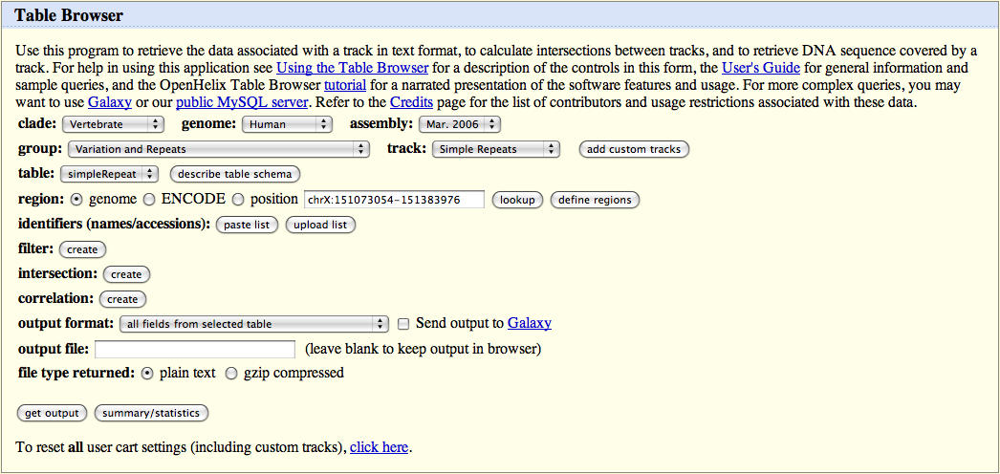 Table Browser
Use this program to retrieve the data associated with a track in text format, to calculate intersections between tracks, and to retrieve DNA sequence covered by a
track. For help in using this application see Using the Table Browser for a description of the controls in this form, the User's Guide for general information and
sample queries, and the OpenHelix Table Browser tutorial for a narrated presentation of the software features and usage. For more complex queries, you may
want to use Galaxy or our public MySQL server. Refer to the Credits page for the list of contributors and usage restrictions associated with these data.
clade: Vertebrate genome: Human assembly: Mar. 2006
group: Variation and Repeats track: Simple Repeats add custom tracks
table: simpleRepeat describe table schema
region: genome ENCODE position chrX:151073054-151383976 lookup define regions
identifiers (names/accessions): paste list upload list
filter: create
intersection: create
correlation: create
output format: all fields from selected table Send output to Galaxy
output file: (leave blank to keep output in browser)
file type returned: plain text gzip compressed
get output summary/statistics
To reset all user cart settings (including custom tracks), click here.